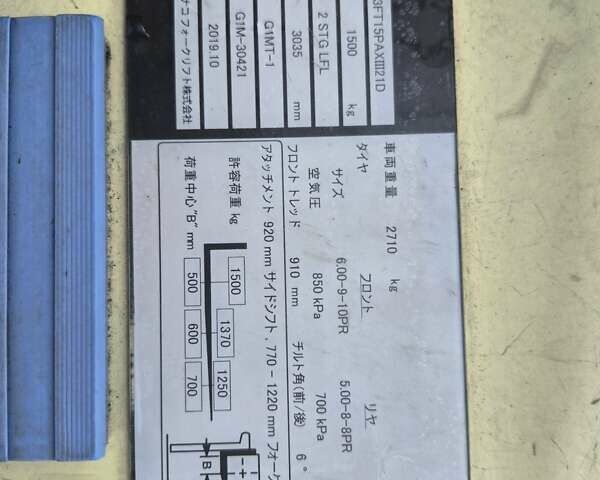 3FT15PAXⅢ21D
1500 kg
2 STG LFL
3035 mm
G1MT-1
G1M-30421
2019.10
ナコ フォークリフト株式会社
車両重量 2710 kg
タイヤ フロント リヤ
サイズ 6.00-9-10PR 5.00-8-8PR
空気圧 850 kPa 700 kPa
フロントトレッド 910 mm チルト角(前/後) 6°
アタッチメント 920 mm サイドシフト, 770 - 1220 mm フォーク
許容荷重 kg 1500 1370 1250
荷重中心"B" mm 500 600 700
B